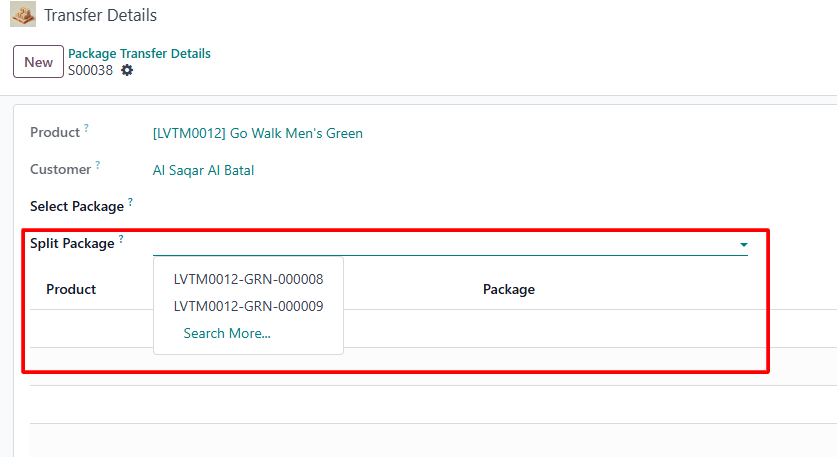 Transfer Details
New
Package Transfer Details
S00038
Product ? [LVTM0012] Go Walk Men's Green
Customer ? Al Saqar Al Batal
Select Package ?
Split Package ?
LVTM0012-GRN-000008
LVTM0012-GRN-000009
Search More...
Product Package